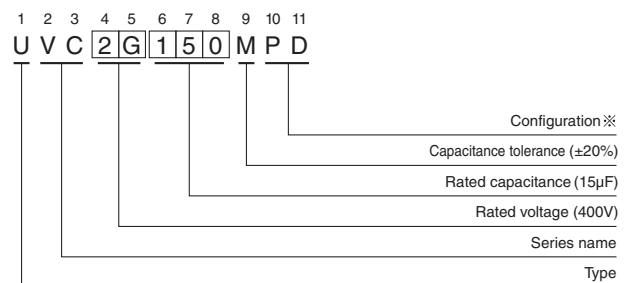 1 2 3 4 5 6 7 8 9 10 11
U V C 2 G 1 5 0 M P D
Configuration※
Capacitance tolerance (±20%)
Rated capacitance (15µF)
Rated voltage (400V)
Series name
Type